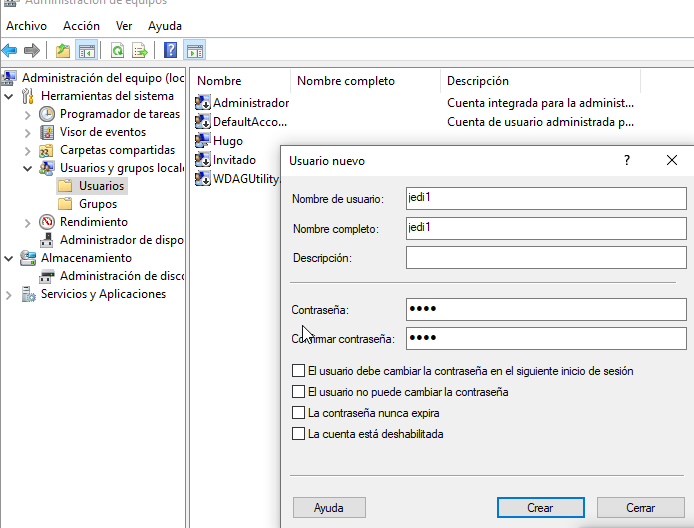 Administración de equipos
Archivo Acción Ver Ayuda
Administración del equipo (loc
Herramientas del sistema
Programador de tareas
Visor de eventos
Carpetas compartidas
Usuarios y grupos locale
Usuarios
Grupos
Rendimiento
Administrador de dispo
Almacenamiento
Administración de disco
Servicios y Aplicaciones
Nombre Nombre completo Descripción
Administrador Cuenta integrada para la administ...
DefaultAcco... Cuenta de usuario administrada p...
Hugo
Invitado
WDAGUtility
Usuario nuevo
Nombre de usuario: jedi1
Nombre completo: jedi1
Descripción:
Contraseña: ••••
Confirmar contraseña: ••••
El usuario debe cambiar la contraseña en el siguiente inicio de sesión
El usuario no puede cambiar la contraseña
La contraseña nunca expira
La cuenta está deshabilitada
Ayuda Crear Cerrar